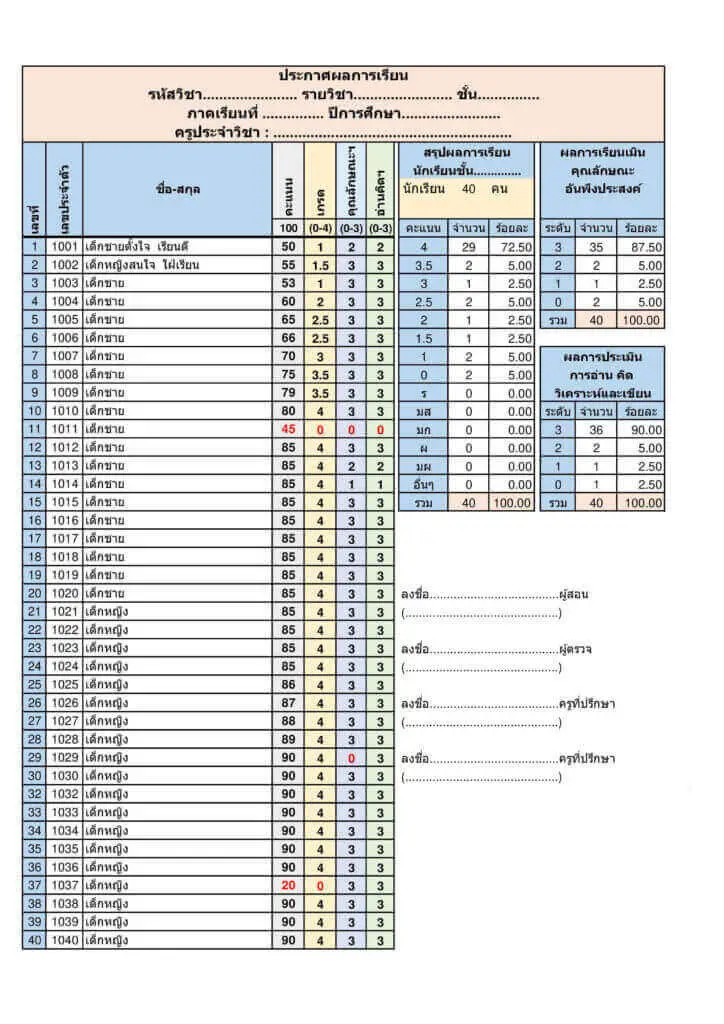 ประกาศผลการเรียน
รหัสวิชา....................... รายวิชา........................ ชั้น...............
ภาคเรียนที่ ............... ปีการศึกษา........................
ครูประจำวิชา : ..........................................................
เลขที่ เลขประจำตัว ชื่อ-สกุล คะแนน เกรด คุณลักษณะฯ อ่านคิดฯ
100 (0-4) (0-3) (0-3)
1 1001 เด็กชายตั้งใจ เรียนดี 50 1 2 2
2 1002 เด็กหญิงสนใจ ใฝ่เรียน 55 1.5 3 3
3 1003 เด็กชาย 53 1 3 3
4 1004 เด็กชาย 60 2 3 3
5 1005 เด็กชาย 65 2.5 3 3
6 1006 เด็กชาย 66 2.5 3 3
7 1007 เด็กชาย 70 3 3 3
8 1008 เด็กชาย 75 3.5 3 3
9 1009 เด็กชาย 79 3.5 3 3
10 1010 เด็กชาย 80 4 3 3
11 1011 เด็กชาย 45 0 0 0
12 1012 เด็กชาย 85 4 3 3
13 1013 เด็กชาย 85 4 2 2
14 1014 เด็กชาย 85 4 1 1
15 1015 เด็กชาย 85 4 3 3
16 1016 เด็กชาย 85 4 3 3
17 1017 เด็กชาย 85 4 3 3
18 1018 เด็กชาย 85 4 3 3
19 1019 เด็กชาย 85 4 3 3
20 1020 เด็กชาย 85 4 3 3
21 1021 เด็กหญิง 85 4 3 3
22 1022 เด็กหญิง 85 4 3 3
23 1023 เด็กหญิง 85 4 3 3
24 1024 เด็กหญิง 85 4 3 3
25 1025 เด็กหญิง 86 4 3 3
26 1026 เด็กหญิง 87 4 3 3
27 1027 เด็กหญิง 88 4 3 3
28 1028 เด็กหญิง 89 4 3 3
29 1029 เด็กหญิง 90 4 0 3
30 1030 เด็กหญิง 90 4 3 3
32 1032 เด็กหญิง 90 4 3 3
33 1033 เด็กหญิง 90 4 3 3
34 1034 เด็กหญิง 90 4 3 3
35 1035 เด็กหญิง 90 4 3 3
36 1036 เด็กหญิง 90 4 3 3
37 1037 เด็กหญิง 20 0 3 3
38 1038 เด็กหญิง 90 4 3 3
39 1039 เด็กหญิง 90 4 3 3
40 1040 เด็กหญิง 90 4 3 3
สรุปผลการเรียน
นักเรียนชั้น..............
นักเรียน 40 คน
คะแนน จำนวน ร้อยละ
4 29 72.50
3.5 2 5.00
3 1 2.50
2.5 2 5.00
2 1 2.50
1.5 1 2.50
1 2 5.00
0 2 5.00
ร 0 0.00
มส 0 0.00
มก 0 0.00
ผ 0 0.00
มผ 0 0.00
อื่นๆ 0 0.00
รวม 40 100.00
ผลการเรียนเมิน
คุณลักษณะ
อันพึงประสงค์
ระดับ จำนวน ร้อยละ
3 35 87.50
2 2 5.00
1 1 2.50
0 2 5.00
รวม 40 100.00
ผลการประเมิน
การอ่าน คิด
วิเคราะห์และเขียน
ระดับ จำนวน ร้อยละ
3 36 90.00
2 2 5.00
1 1 2.50
0 1 2.50
รวม 40 100.00
ลงชื่อ......................................ผู้สอน
(.............................................)
ลงชื่อ......................................ผู้ตรวจ
(.............................................)
ลงชื่อ......................................ครูที่ปรึกษา
(.............................................)
ลงชื่อ......................................ครูที่ปรึกษา
(.............................................)